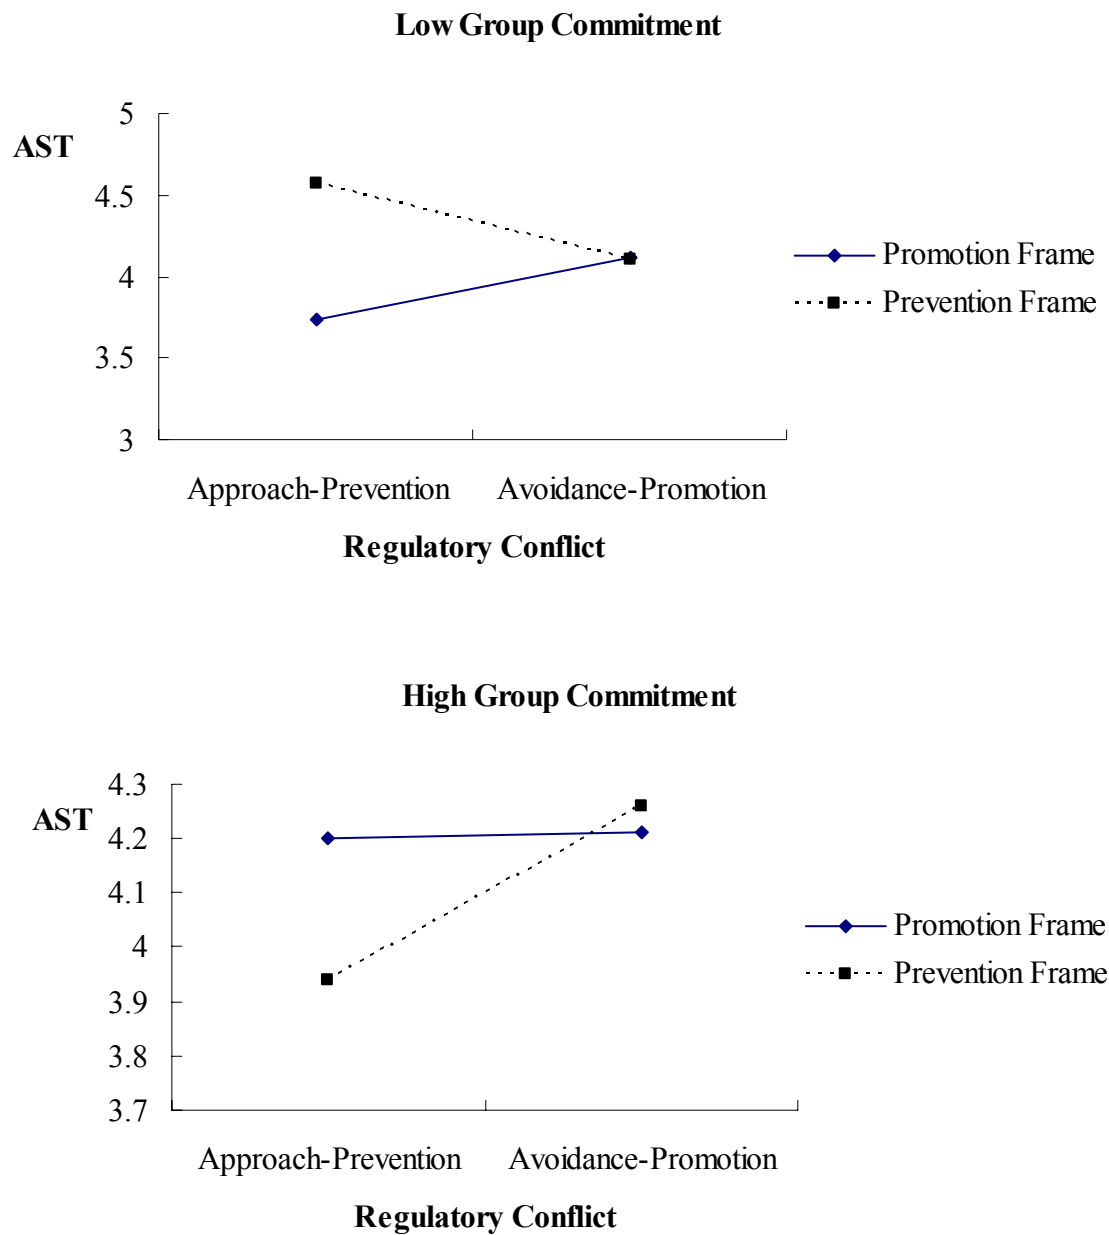 Low Group Commitment
AST
5
4.5
4
3.5
3
Promotion Frame
Prevention Frame
Approach-Prevention Avoidance-Promotion
Regulatory Conflict
High Group Commitment
AST
4.3
4.2
4.1
4
3.9
3.8
3.7
Promotion Frame
Prevention Frame
Approach-Prevention Avoidance-Promotion
Regulatory Conflict